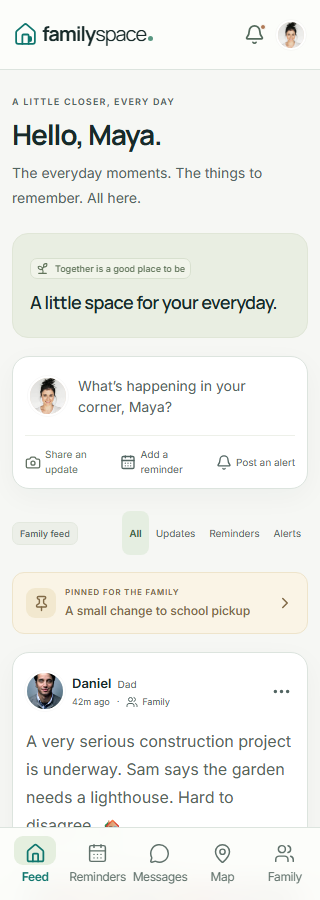 familyspace.
A LITTLE CLOSER, EVERY DAY
Hello, Maya.
The everyday moments. The things to
remember. All here.
Together is a good place to be
A little space for your everyday.
What's happening in your
corner, Maya?
Share an
update
Add a
reminder
Post an alert
Family feed
All
Updates
Reminders
Alerts
PINNED FOR THE FAMILY
A small change to school pickup
Daniel Dad
42m ago · Family
A very serious construction project
is underway. Sam says the garden
needs a lighthouse. Hard to
disagree.
Feed
Reminders
Messages
Map
Family